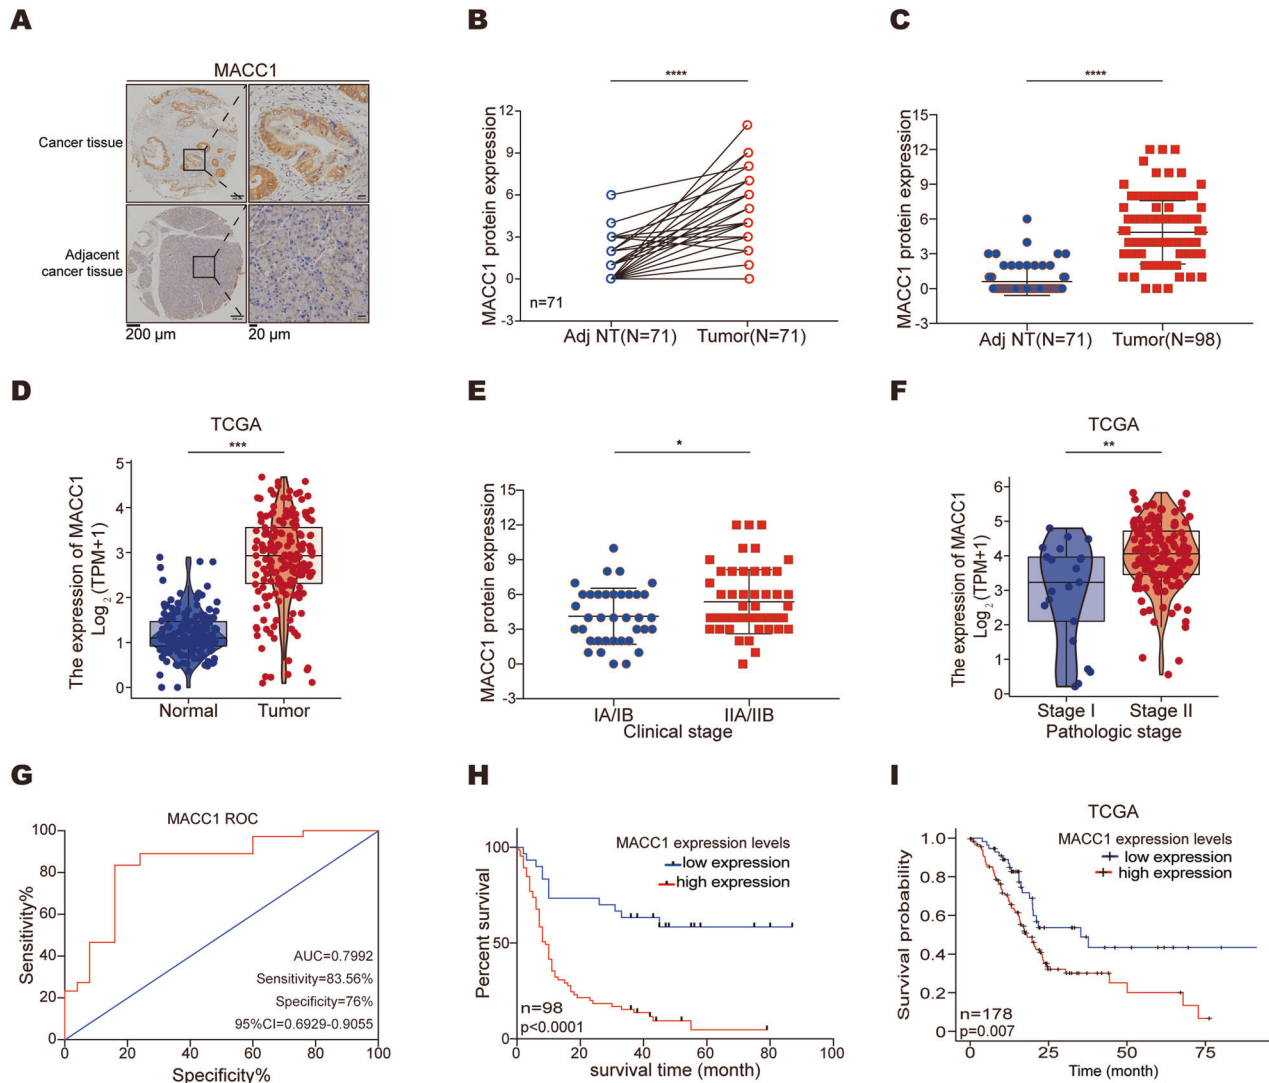 A
MACC1
Cancer tissue
Adjacent
cancer tissue
200 µm
20 µm
B
****
MACC1 protein expression
12
9
6
3
0
-3
n=71
Adj NT(N=71)
Tumor(N=71)
C
****
MACC1 protein expression
15
12
9
6
3
0
-3
Adj NT(N=71)
Tumor(N=98)
D
TCGA
***
The expression of MACC1
Log2 (TPM+1)
5
4
3
2
1
0
Normal
Tumor
E
*
MACC1 protein expression
15
12
9
6
3
0
-3
IA/IB
IIA/IIB
Clinical stage
F
TCGA
**
The expression of MACC1
Log2 (TPM+1)
6
5
4
3
2
1
0
Stage I
Stage II
Pathologic stage
G
MACC1 ROC
Sensitivity%
100
80
60
40
20
0
AUC=0.7992
Sensitivity=83.56%
Specificity=76%
95%CI=0.6929-0.9055
0 20 40 60 80 100
Specificity%
H
MACC1 expression levels
low expression
high expression
Percent survival
100
50
0
n=98
p<0.0001
0 20 40 60 80 100
survival time (month)
I
TCGA
MACC1 expression levels
low expression
high expression
Survival probability
1.0
0.8
0.6
0.4
0.2
0
n=178
p=0.007
0 25 50 75
Time (month)